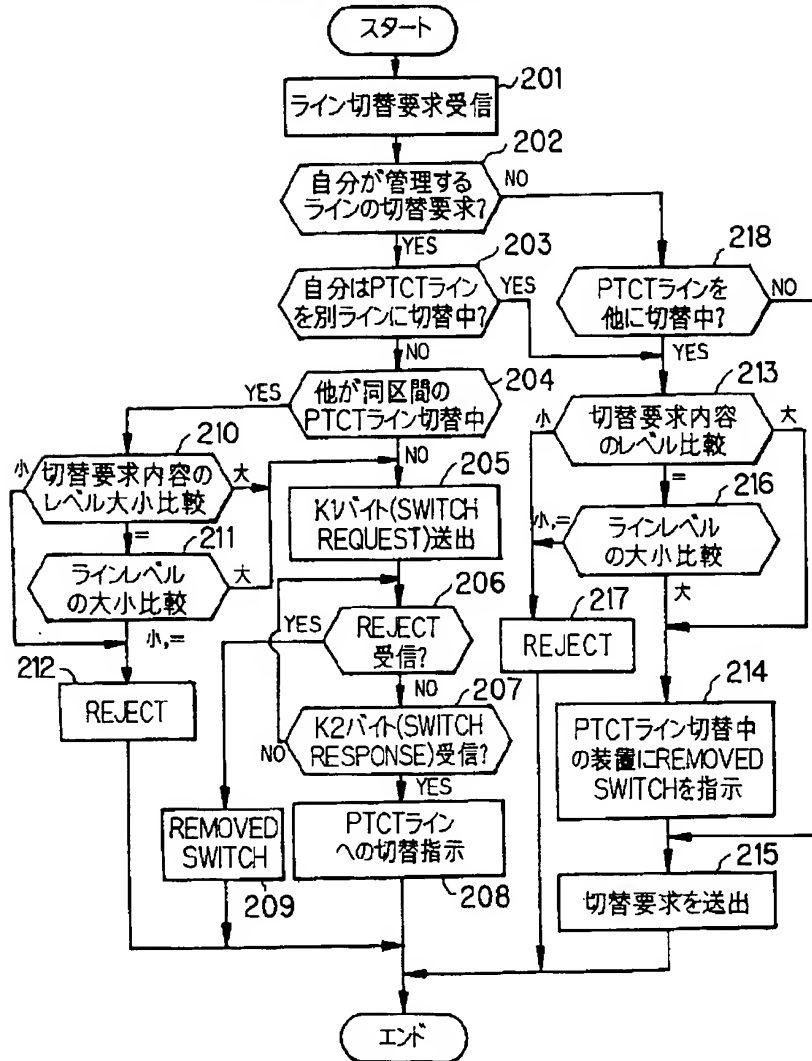 スタート
201
ライン切替要求受信
202
自分が管理する
ラインの切替要求?
NO
YES
203
自分はPTCTライン
を別ラインに切替中?
YES
NO
218
PTCTラインを
他に切替中?
NO
YES
204
他が同区間の
PTCTライン切替中
YES
NO
213
切替要求内容
のレベル比較
小
大
=
210
切替要求内容の
レベル大小比較
小
大
=
205
K1バイト(SWITCH
REQUEST)送出
216
ラインレベル
の大小比較
小,=
大
211
ラインレベル
の大小比較
大
小,=
206
REJECT
受信?
YES
NO
217
REJECT
212
REJECT
207
K2バイト(SWITCH
RESPONSE)受信?
NO
YES
214
PTCTライン切替中
の装置にREMOVED
SWITCHを指示
REMOVED
SWITCH
209
PTCTライン
への切替指示
208
215
切替要求を送出
エンド